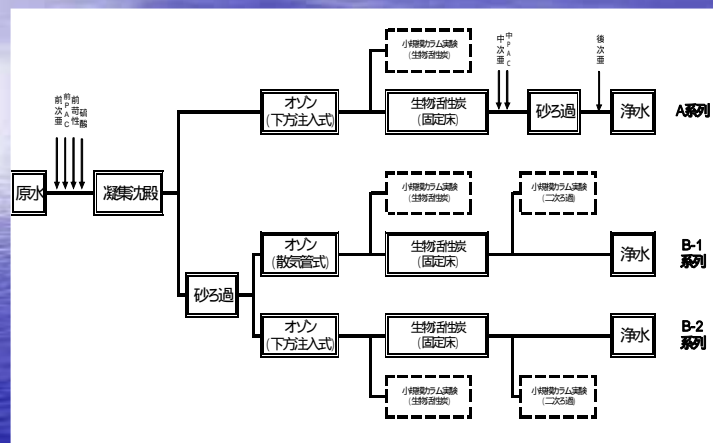 小規模カラム実験
(生物活性炭)
中次亜
中PAC
後次亜
前次亜
前PAC
前苛性
硫酸
オゾン
(下方注入式)
生物活性炭
(固定床)
砂ろ過
浄水
A系列
原水
凝集沈殿
小規模カラム実験
(生物活性炭)
小規模カラム実験
(二次ろ過)
オゾン
(散気管式)
生物活性炭
(固定床)
浄水
B-1
系列
砂ろ過
オゾン
(下方注入式)
生物活性炭
(固定床)
浄水
B-2
系列
小規模カラム実験
(生物活性炭)
小規模カラム実験
(二次ろ過)